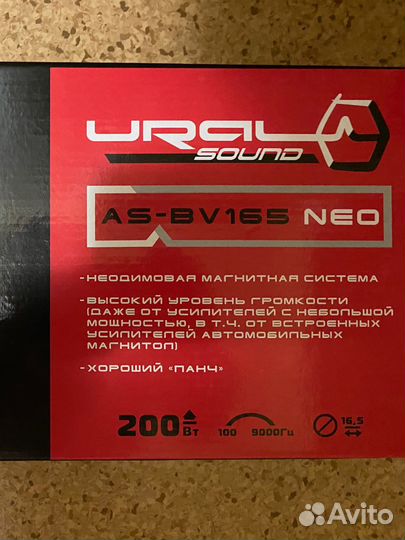 URAL
SOUND
AS-BV165 NEO
-НЕОДИМОВАЯ МАГНИТНАЯ СИСТЕМА
-ВЫСОКИЙ УРОВЕНЬ ГРОМКОСТИ
(ДАЖЕ ОТ УСИЛИТЕЛЕЙ С НЕБОЛЬШОЙ
МОЩНОСТЬЮ, В Т.Ч. ОТ ВСТРОЕННЫХ
УСИЛИТЕЛЕЙ АВТОМОБИЛЬНЫХ
МАГНИТОЛ)
-ХОРОШИЙ «ПАНЧ»
200 Вт
100 9000Гц
16,5
Avito